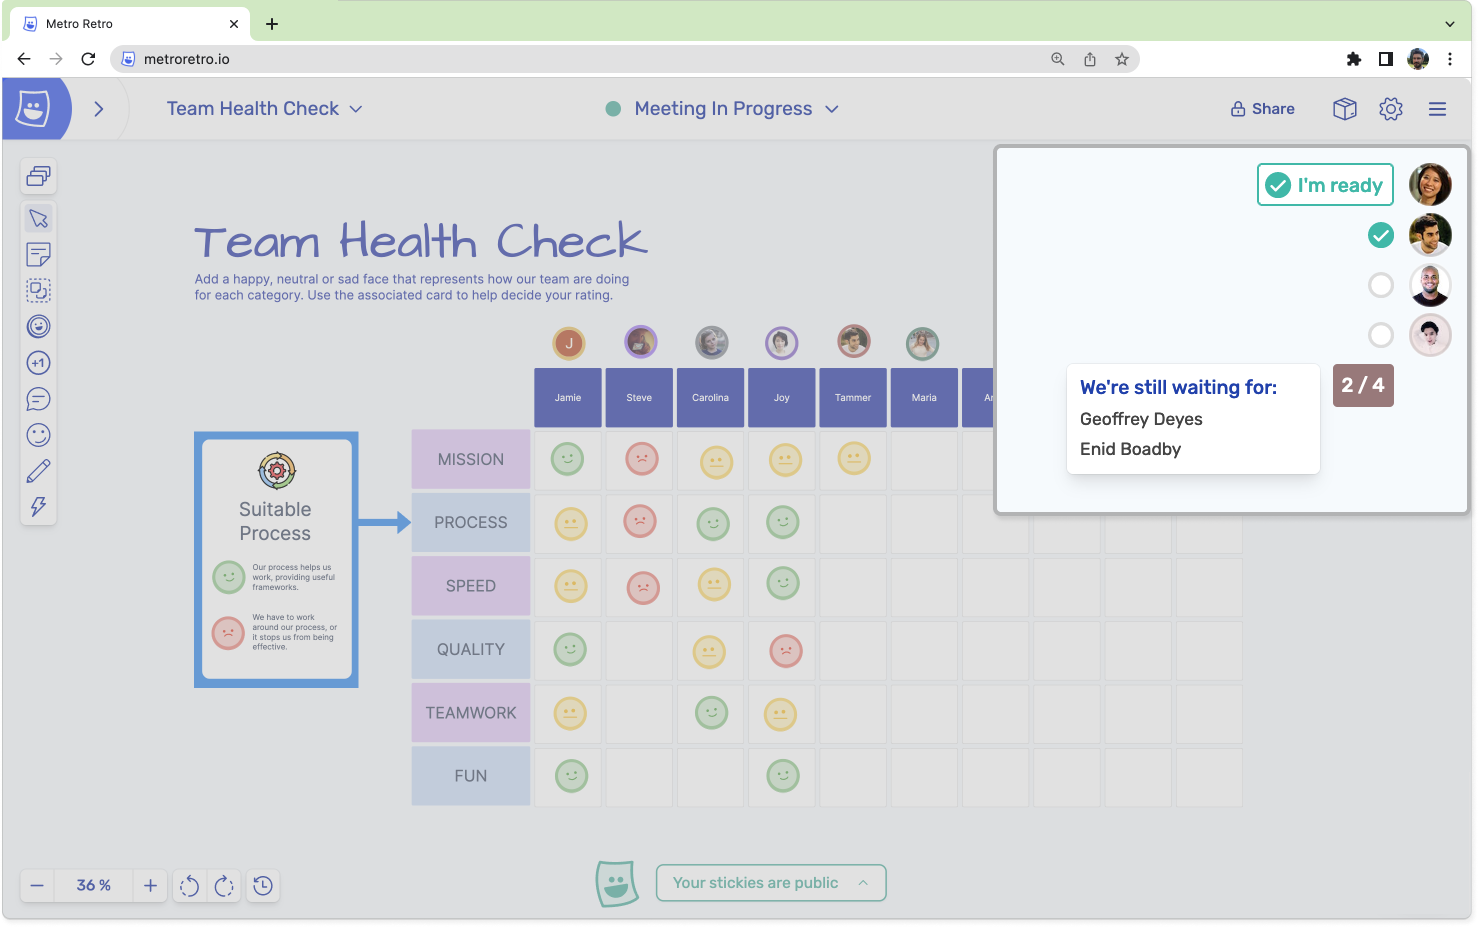 Metro Retro
metroretro.io
Team Health Check
Meeting In Progress
Share
I'm ready
We're still waiting for:
Geoffrey Deyes
Enid Boadby
2 / 4
Team Health Check
Add a happy, neutral or sad face that represents how our team are doing
for each category. Use the associated card to help decide your rating.
+1
J
Jamie
Steve
Carolina
Joy
Tammer
Maria
MISSION
PROCESS
SPEED
QUALITY
TEAMWORK
FUN
Suitable
Process
Our process helps us
work, providing useful
frameworks.
We have to work
around our process, or
it stops us from being
effective.
36 %
Your stickies are public